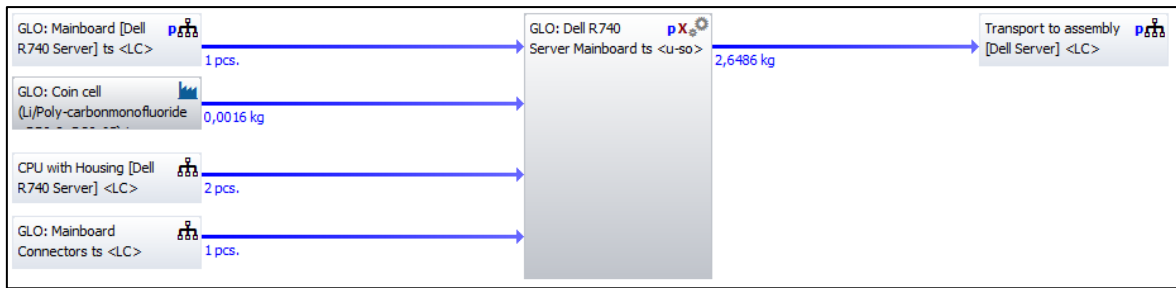 GLO: Mainboard [Dell
R740 Server] ts <LC>
p
1 pcs.
GLO: Coin cell
(Li/Poly-carbonmonofluoride
0,0016 kg
CPU with Housing [Dell
R740 Server] <LC>
2 pcs.
GLO: Mainboard
Connectors ts <LC>
1 pcs.
GLO: Dell R740
Server Mainboard ts <u-so>
pX
2,6486 kg
Transport to assembly
[Dell Server] <LC>
p